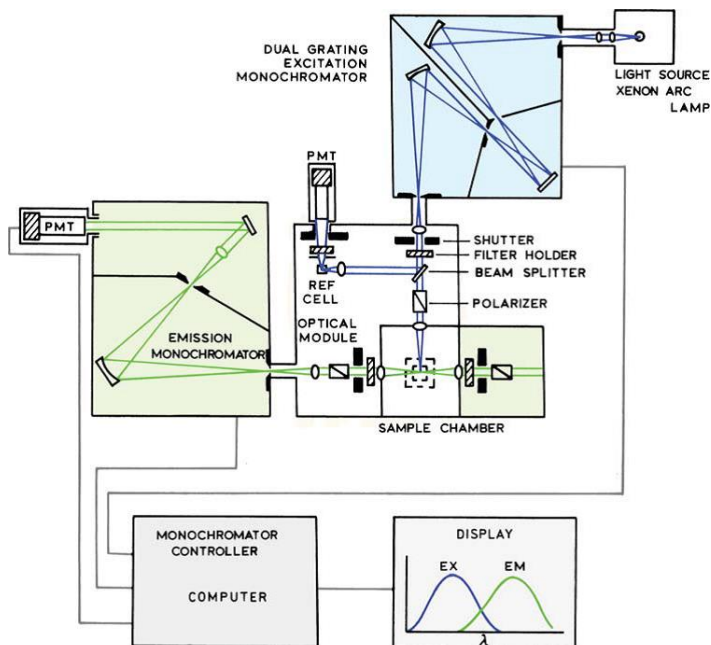 DUAL GRATING
EXCITATION
MONOCHROMATOR
LIGHT SOURCE
XENON ARC
LAMP
PMT
PMT
SHUTTER
FILTER HOLDER
BEAM SPLITTER
REF
CELL
POLARIZER
OPTICAL
MODULE
EMISSION
MONOCHROMATOR
SAMPLE CHAMBER
MONOCHROMATOR
CONTROLLER
COMPUTER
DISPLAY
EX
EM
λ